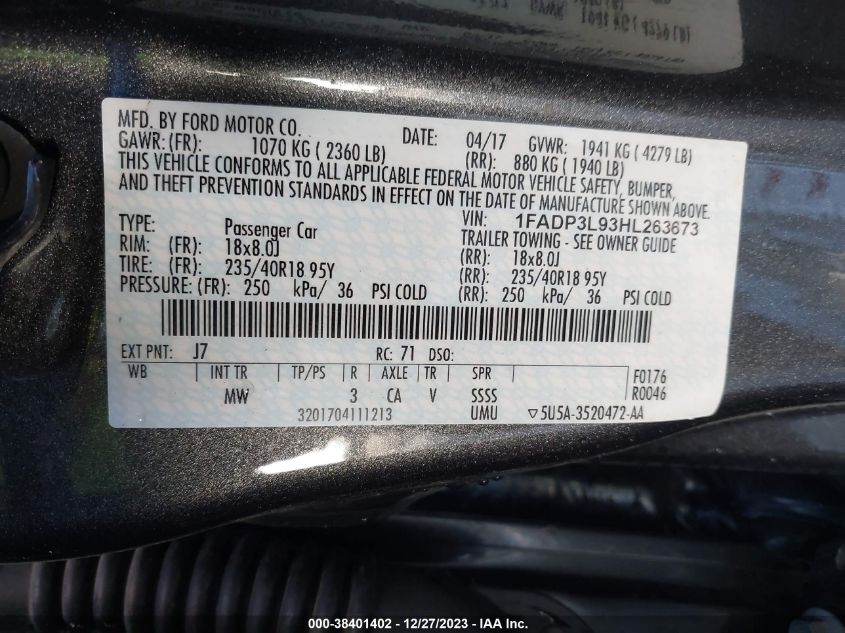 MFD. BY FORD MOTOR CO. DATE: 04/17 GVWR: 1941 KG ( 4279 LB)
GAWR: (FR): 1070 KG ( 2360 LB) (RR): 880 KG ( 1940 LB)
THIS VEHICLE CONFORMS TO ALL APPLICABLE FEDERAL MOTOR VEHICLE SAFETY, BUMPER,
AND THEFT PREVENTION STANDARDS IN EFFECT ON THE DATE OF MANUFACTURE SHOWN ABOVE.
VIN: 1FADP3L93HL263673
TYPE: Passenger Car TRAILER TOWING - SEE OWNER GUIDE
RIM: (FR): 18x8.0J (RR): 18x8.0J
TIRE: (FR): 235/40R18 95Y (RR): 235/40R18 95Y
PRESSURE: (FR): 250 kPa/ 36 PSI COLD (RR): 250 kPa/ 36 PSI COLD
EXT PNT: J7 RC: 71 DSO:
WB INT TR TP/PS R AXLE TR SPR F0176
MW 3 CA V SSSS R0046
3201704111213 UMU ▽5U5A-3520472-AA
000-38401402 - 12/27/2023 - IAA Inc.